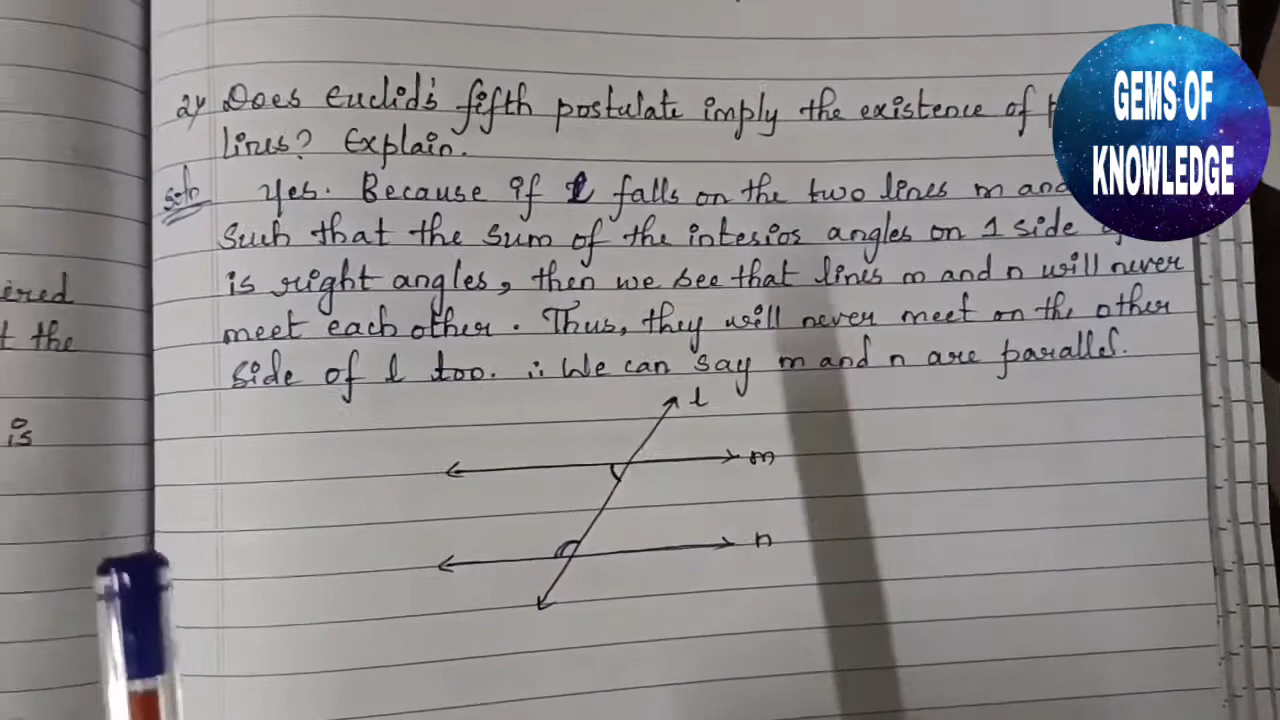 2y Does Euclid's fifth postulate imply the existence of
lines? Explain.
Soln Yes. Because if l falls on the two lines m and
Such that the sum of the interios angles on 1 side
is right angles, then we see that lines m and n will never
meet each other. Thus, they will never meet on the other
side of l too. ∴ We can say m and n are parallel.
l
m
n
ered
t the
is
GEMS OF
KNOWLEDGE